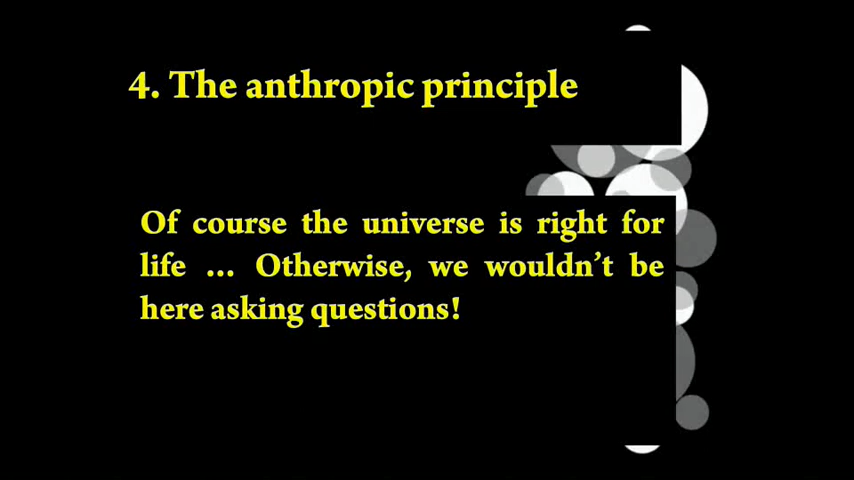 4. The anthropic principle
Of course the universe is right for
life ... Otherwise, we wouldn’t be
here asking questions!